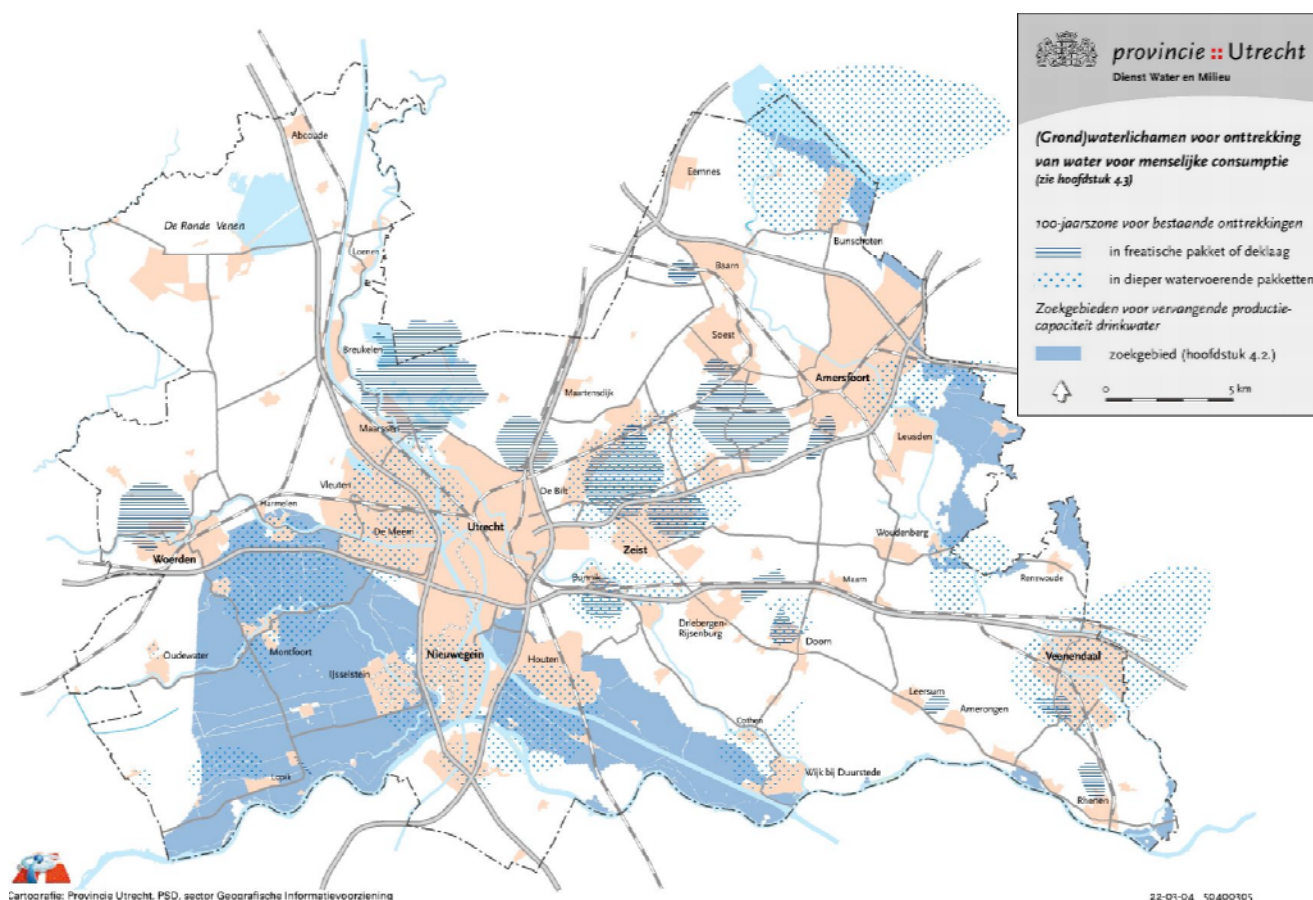 provincie :: Utrecht
Dienst Water en Milieu
(Grond)waterlichamen voor onttrekking
van water voor menselijke consumptie
(zie hoofdstuk 4.3)
100-jaarszone voor bestaande onttrekkingen
in freatische pakket of deklaag
in dieper watervoerende pakketten
Zoekgebieden voor vervangende productie-
capaciteit drinkwater
zoekgebied (hoofdstuk 4.2.)
0 5 km
Abcoude
Eemnes
De Ronde Venen
Bunschoten
Loenen
Baarn
Soest
Breukelen
Amersfoort
Maartensdijk
Maarssen
Leusden
Vleuten
De Bilt
Harmelen
Utrecht
De Meern
Zeist
Woudenberg
Woerden
Bunnik
Maarn
Renswoude
Driebergen-
Rijsenburg
Doorn
Oudewater
Montfoort
Nieuwegein
Houten
Veenendaal
IJsselstein
Leersum
Amerongen
Cothen
Lopik
Wijk bij Duurstede
Rhenen
Cartografie: Provincie Utrecht, PSD, sector Geografische Informatievoorziening
22-03-04 50400305